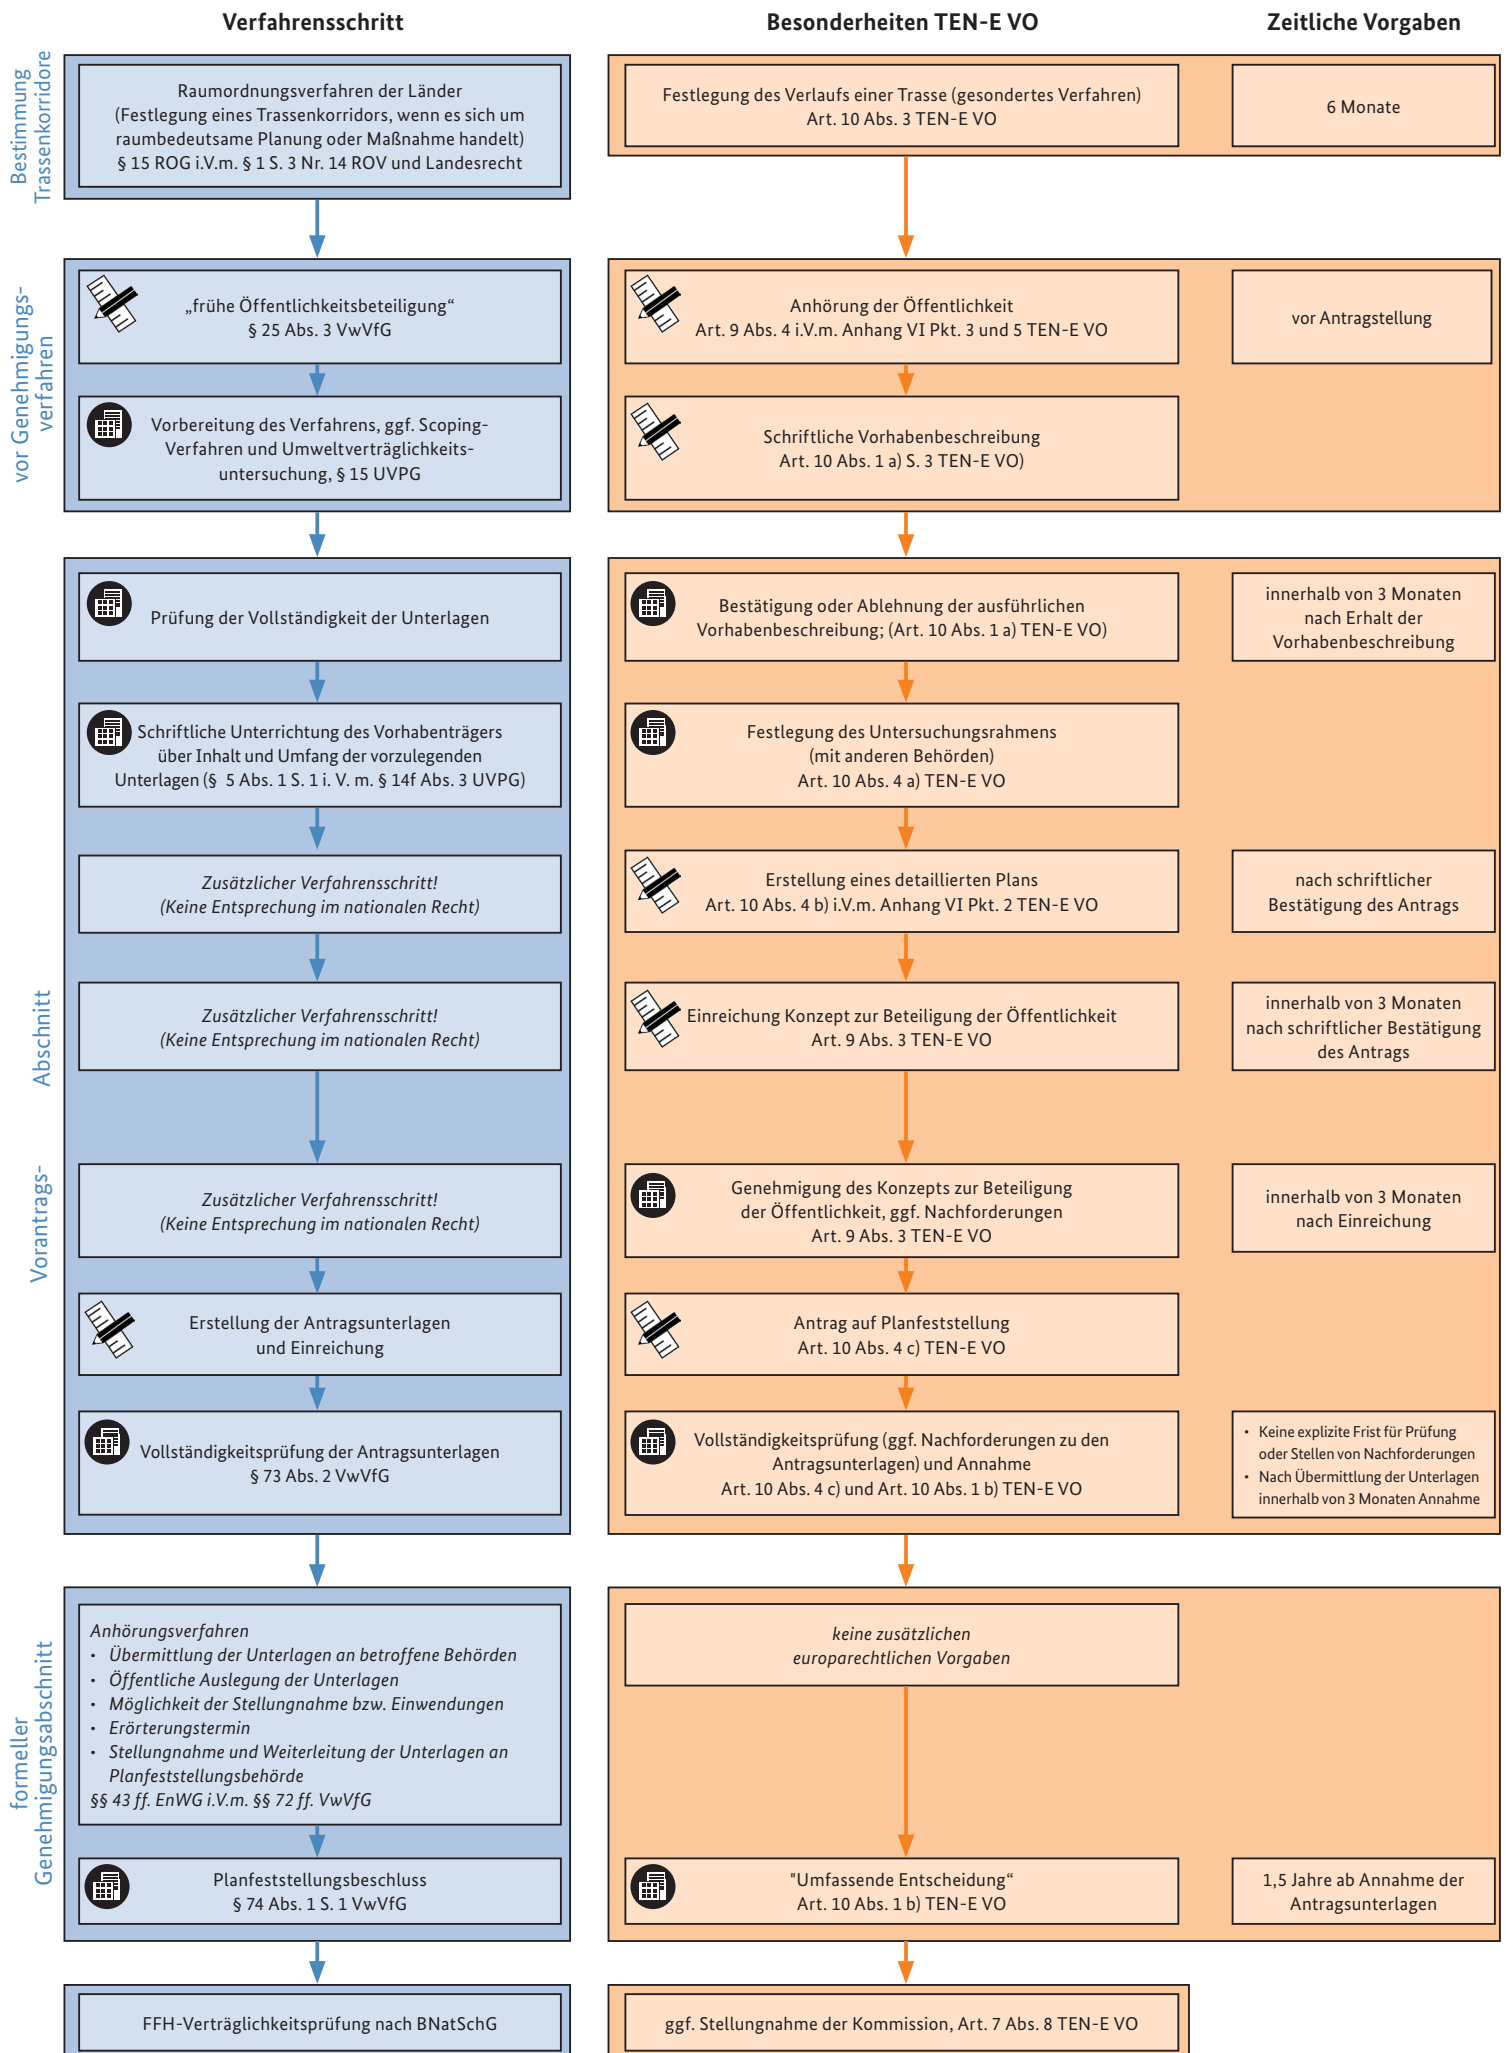 Verfahrensschritt
Besonderheiten TEN-E VO
Zeitliche Vorgaben
Bestimmung
Trassenkorridore
Raumordnungsverfahren der Länder
(Festlegung eines Trassenkorridors, wenn es sich um
raumbedeutsame Planung oder Maßnahme handelt)
§ 15 ROG i.V.m. § 1 S. 3 Nr. 14 ROV und Landesrecht
Festlegung des Verlaufs einer Trasse (gesondertes Verfahren)
Art. 10 Abs. 3 TEN-E VO
6 Monate
vor Genehmigungs-
verfahren
„frühe Öffentlichkeitsbeteiligung“
§ 25 Abs. 3 VwVfG
Anhörung der Öffentlichkeit
Art. 9 Abs. 4 i.V.m. Anhang VI Pkt. 3 und 5 TEN-E VO
vor Antragstellung
Vorbereitung des Verfahrens, ggf. Scoping-
Verfahren und Umweltverträglichkeits-
untersuchung, § 15 UVPG
Schriftliche Vorhabenbeschreibung
Art. 10 Abs. 1 a) S. 3 TEN-E VO)
Vorantrags-
Abschnitt
Prüfung der Vollständigkeit der Unterlagen
Bestätigung oder Ablehnung der ausführlichen
Vorhabenbeschreibung; (Art. 10 Abs. 1 a) TEN-E VO)
innerhalb von 3 Monaten
nach Erhalt der
Vorhabenbeschreibung
Schriftliche Unterrichtung des Vorhabenträgers
über Inhalt und Umfang der vorzulegenden
Unterlagen (§ 5 Abs. 1 S. 1 i. V. m. § 14f Abs. 3 UVPG)
Festlegung des Untersuchungsrahmens
(mit anderen Behörden)
Art. 10 Abs. 4 a) TEN-E VO
Zusätzlicher Verfahrensschritt!
(Keine Entsprechung im nationalen Recht)
Erstellung eines detaillierten Plans
Art. 10 Abs. 4 b) i.V.m. Anhang VI Pkt. 2 TEN-E VO
nach schriftlicher
Bestätigung des Antrags
Zusätzlicher Verfahrensschritt!
(Keine Entsprechung im nationalen Recht)
Einreichung Konzept zur Beteiligung der Öffentlichkeit
Art. 9 Abs. 3 TEN-E VO
innerhalb von 3 Monaten
nach schriftlicher Bestätigung
des Antrags
Zusätzlicher Verfahrensschritt!
(Keine Entsprechung im nationalen Recht)
Genehmigung des Konzepts zur Beteiligung
der Öffentlichkeit, ggf. Nachforderungen
Art. 9 Abs. 3 TEN-E VO
innerhalb von 3 Monaten
nach Einreichung
Erstellung der Antragsunterlagen
und Einreichung
Antrag auf Planfeststellung
Art. 10 Abs. 4 c) TEN-E VO
Vollständigkeitsprüfung der Antragsunterlagen
§ 73 Abs. 2 VwVfG
Vollständigkeitsprüfung (ggf. Nachforderungen zu den
Antragsunterlagen) und Annahme
Art. 10 Abs. 4 c) und Art. 10 Abs. 1 b) TEN-E VO
• Keine explizite Frist für Prüfung
oder Stellen von Nachforderungen
• Nach Übermittlung der Unterlagen
innerhalb von 3 Monaten Annahme
formeller
Genehmigungsabschnitt
Anhörungsverfahren
• Übermittlung der Unterlagen an betroffene Behörden
• Öffentliche Auslegung der Unterlagen
• Möglichkeit der Stellungnahme bzw. Einwendungen
• Erörterungstermin
• Stellungnahme und Weiterleitung der Unterlagen an
Planfeststellungsbehörde
§§ 43 ff. EnWG i.V.m. §§ 72 ff. VwVfG
keine zusätzlichen
europarechtlichen Vorgaben
Planfeststellungsbeschluss
§ 74 Abs. 1 S. 1 VwVfG
"Umfassende Entscheidung“
Art. 10 Abs. 1 b) TEN-E VO
1,5 Jahre ab Annahme der
Antragsunterlagen
FFH-Verträglichkeitsprüfung nach BNatSchG
ggf. Stellungnahme der Kommission, Art. 7 Abs. 8 TEN-E VO